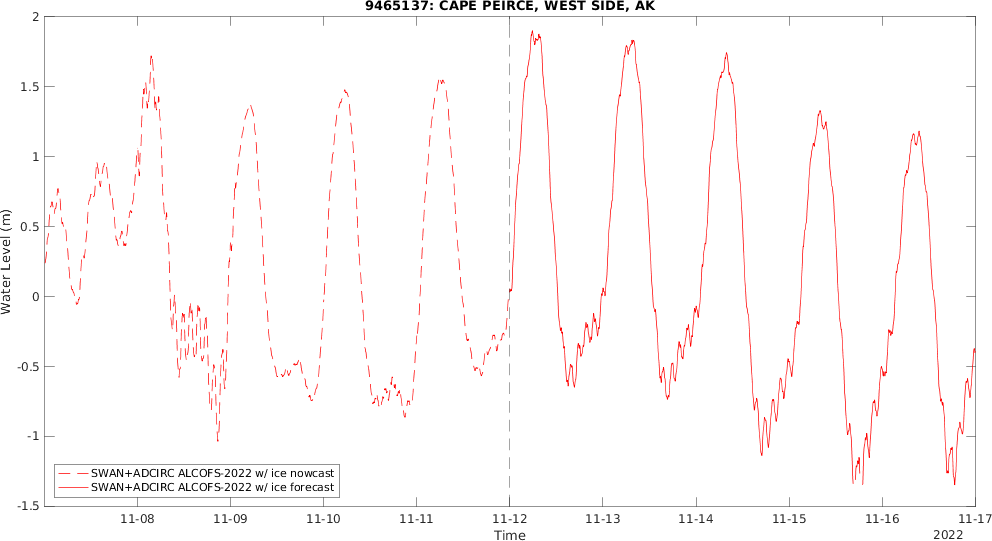 9465137: CAPE PEIRCE, WEST SIDE, AK
2
1.5
1
0.5
0
-0.5
-1
-1.5
Water Level (m)
SWAN+ADCIRC ALCOFS-2022 w/ ice nowcast
SWAN+ADCIRC ALCOFS-2022 w/ ice forecast
11-08 11-09 11-10 11-11 11-12 11-13 11-14 11-15 11-16 11-17
Time
2022